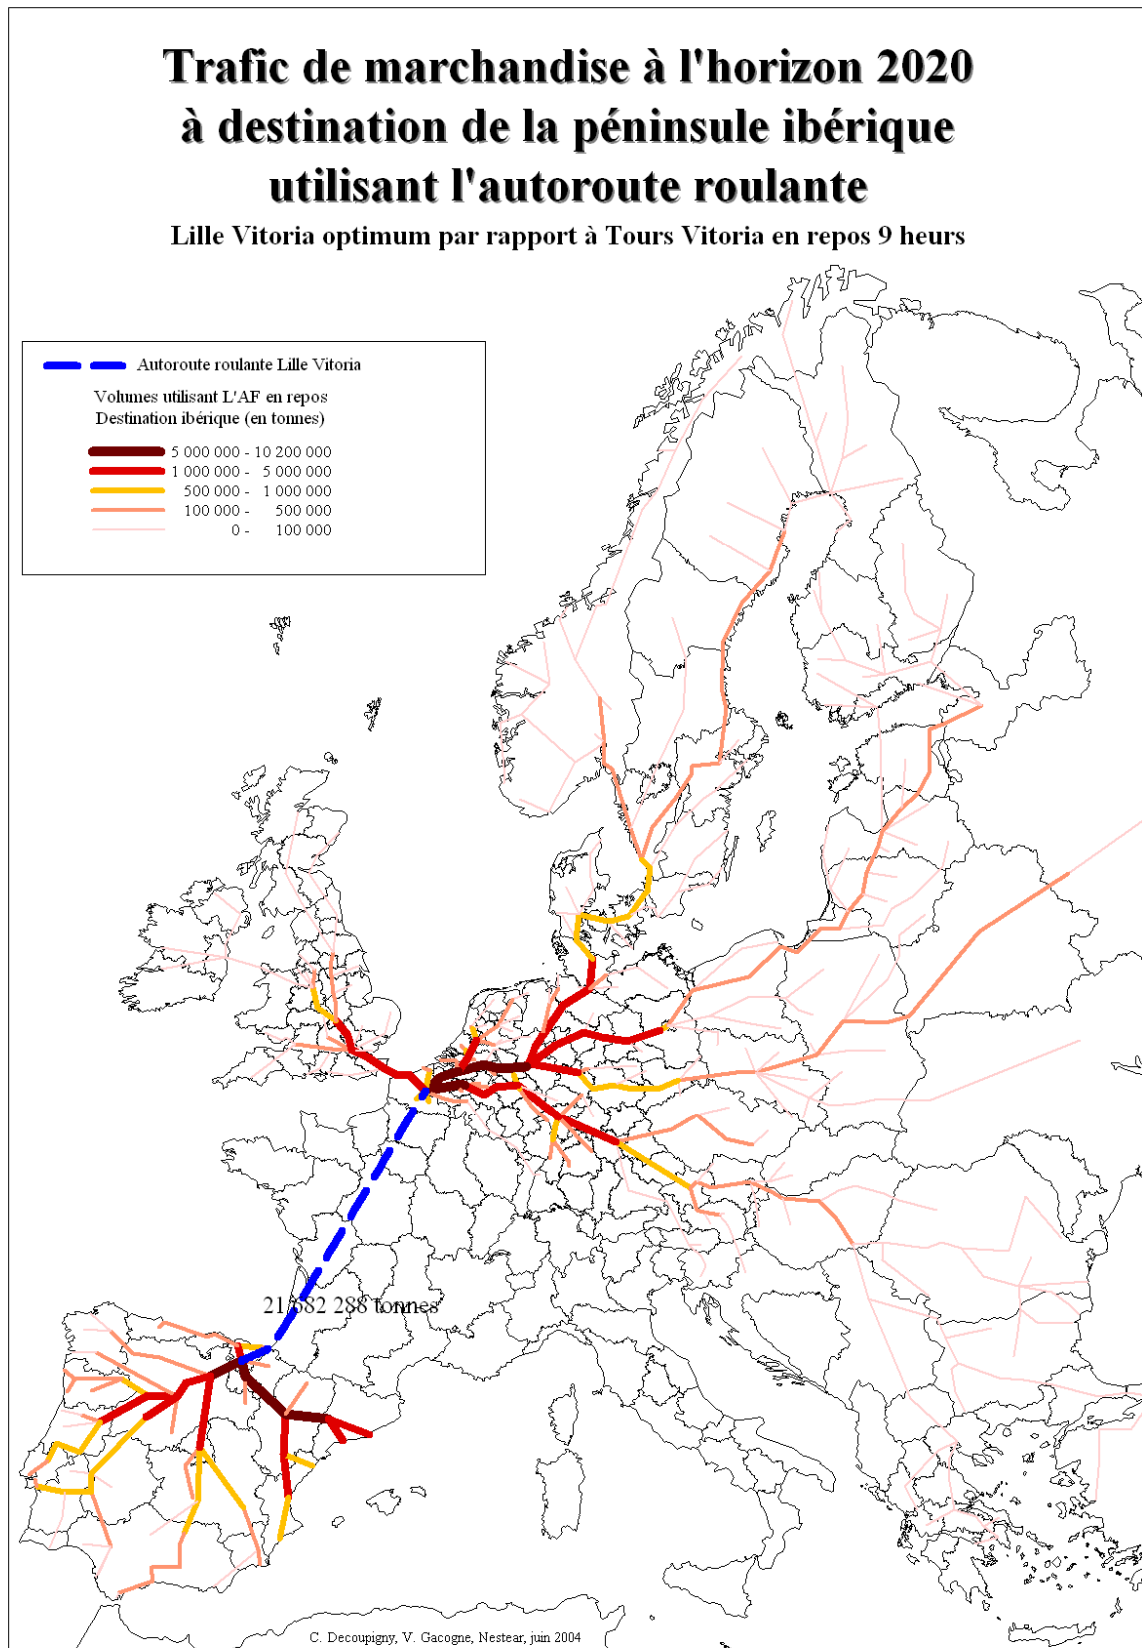 Trafic de marchandise à l'horizon 2020
à destination de la péninsule ibérique
utilisant l'autoroute roulante
Lille Vitoria optimum par rapport à Tours Vitoria en repos 9 heurs
Autoroute roulante Lille Vitoria
Volumes utilisant L'AF en repos
Destination ibérique (en tonnes)
5 000 000 - 10 200 000
1 000 000 - 5 000 000
500 000 - 1 000 000
100 000 - 500 000
0 - 100 000
21 682 288 tonnes
C. Decoupigny, V. Gacogne, Nestear, juin 2004